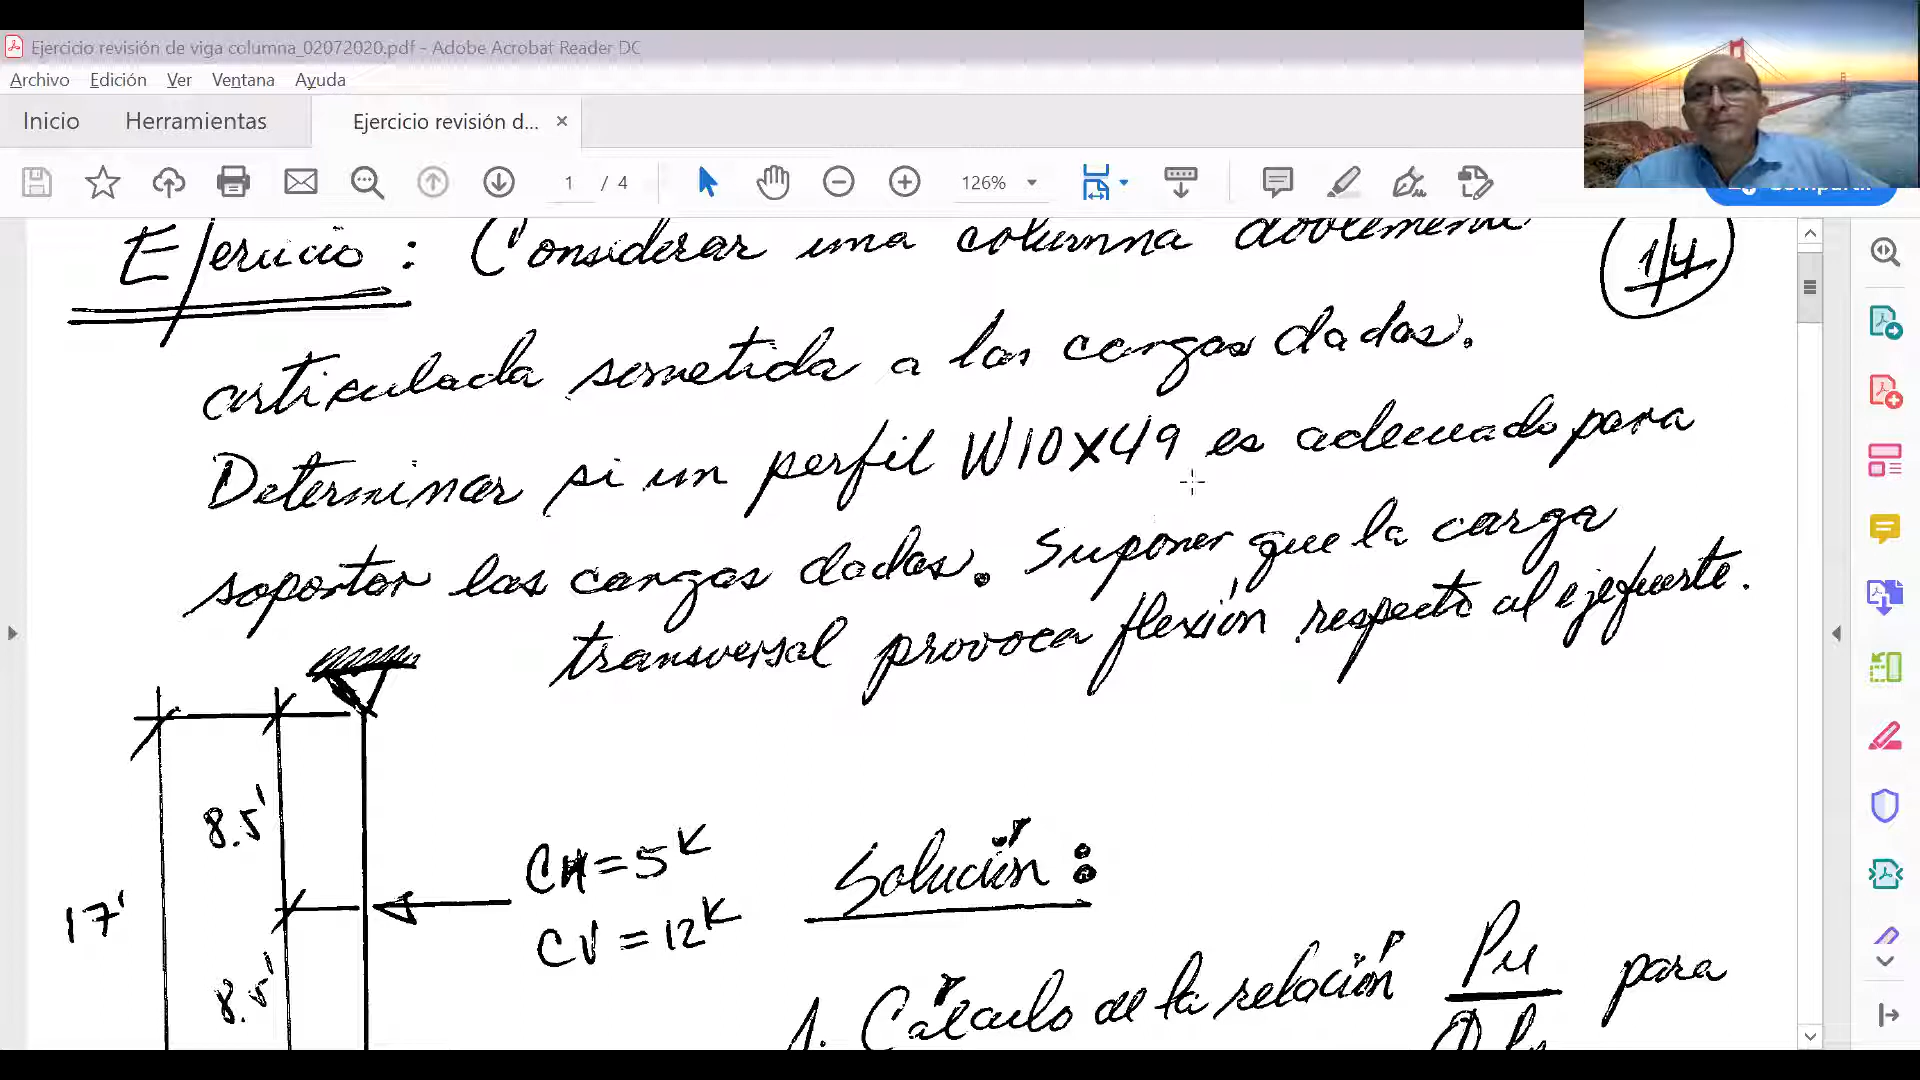 Ejercicio revisión de viga columna_02072020.pdf - Adobe Acrobat Reader DC
Archivo Edición Ver Ventana Ayuda
Inicio Herramientas Ejercicio revisión d... ×
1 / 4 126%
Ejercicio : Considerar una columna doblemente
1/4
articulada sometida a las cargas dadas.
Determinar si un perfil W10X49 es adecuado para
soportar las cargas dadas. Suponer que la carga
transversal provoca flexión respecto al eje fuerte.
8.5'
CM=5K
Solución:
17'
CV=12K
8.5'
1. Cálculo de la relación Pu para